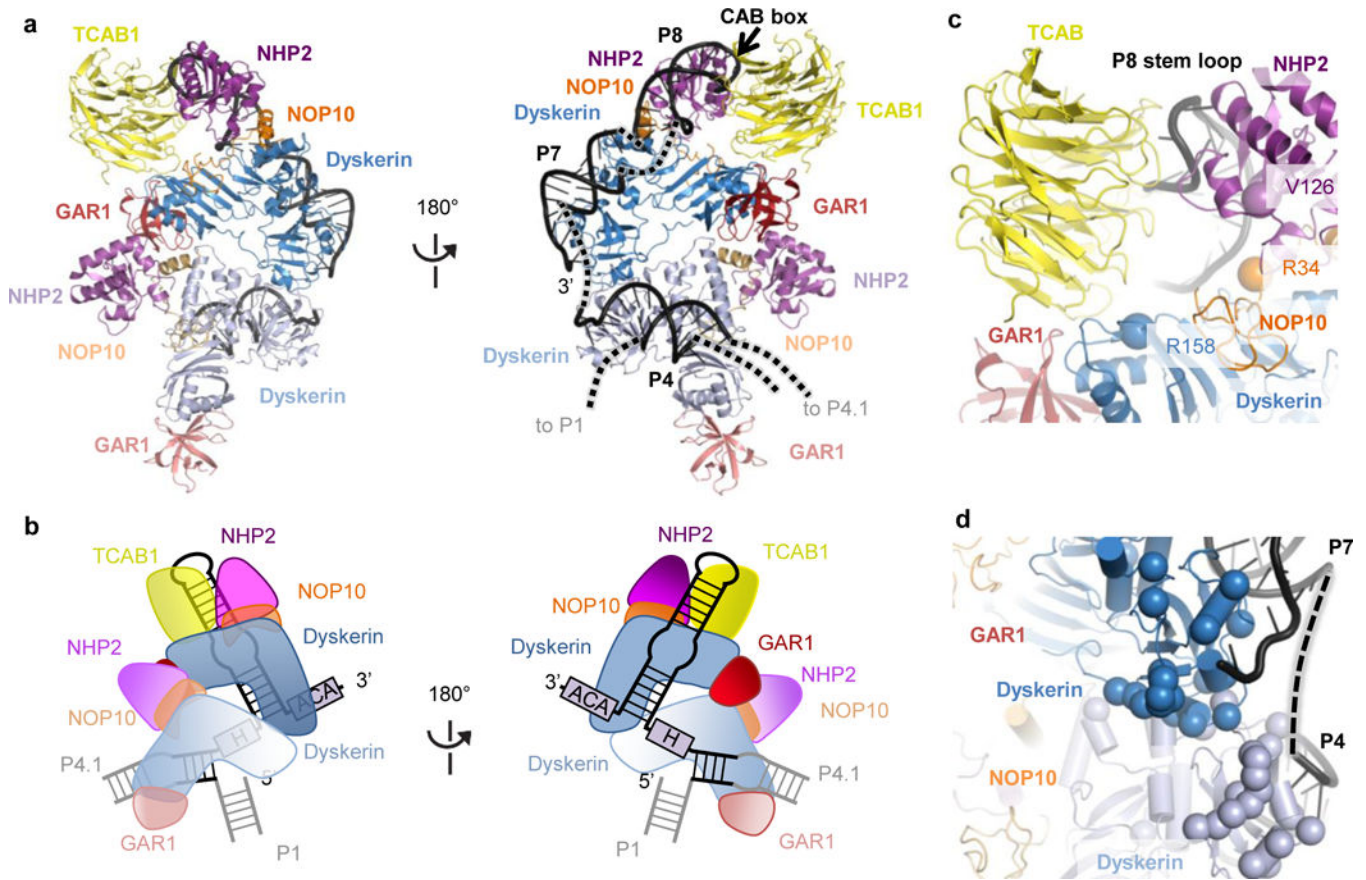 a
TCAB1
NHP2
NOP10
Dyskerin
GAR1
NHP2
NOP10
Dyskerin
GAR1
180°
CAB box
P8
NHP2
NOP10
Dyskerin
TCAB1
P7
GAR1
3’
NHP2
Dyskerin
P4
NOP10
to P1
to P4.1
GAR1
b
NHP2
TCAB1
NOP10
Dyskerin
NHP2
ACA
3'
NOP10
H
Dyskerin
P4.1
5'
GAR1
P1
180°
NHP2
TCAB1
NOP10
Dyskerin
GAR1
NHP2
3'
ACA
NOP10
H
Dyskerin
5'
P4.1
P1
GAR1
c
TCAB
P8 stem loop
NHP2
V126
R34
NOP10
GAR1
R158
Dyskerin
d
P7
GAR1
Dyskerin
P4
NOP10
Dyskerin